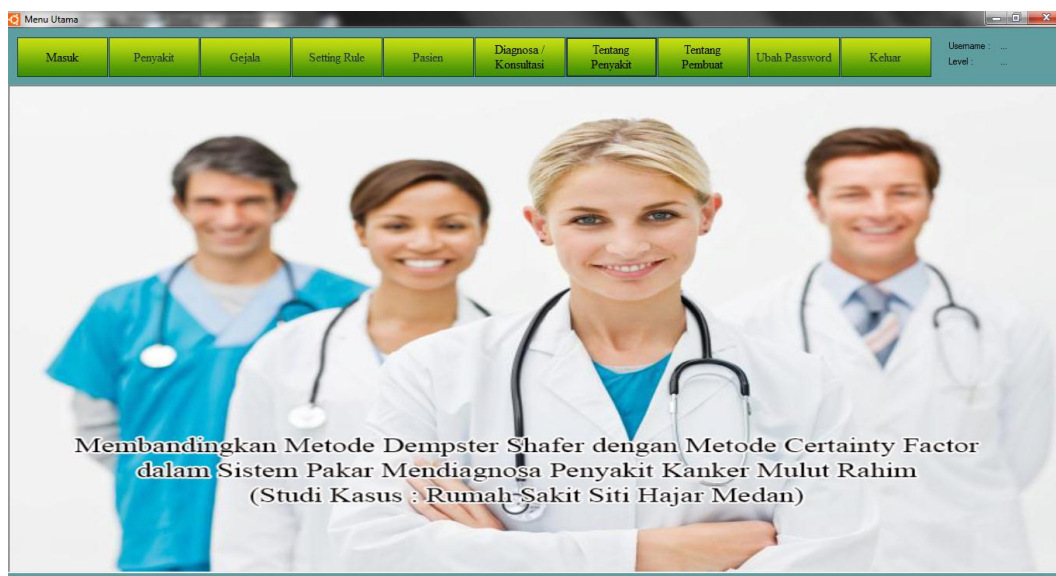 Menu Utama
Masuk
Penyakit
Gejala
Setting Rule
Pasien
Diagnosa /
Konsultasi
Tentang
Penyakit
Tentang
Pembuat
Ubah Password
Keluar
Username : ...
Level : ...
Membandingkan Metode Dempster Shafer dengan Metode Certainty Factor
dalam Sistem Pakar Mendiagnosa Penyakit Kanker Mulut Rahim
(Studi Kasus : Rumah Sakit Siti Hajar Medan)